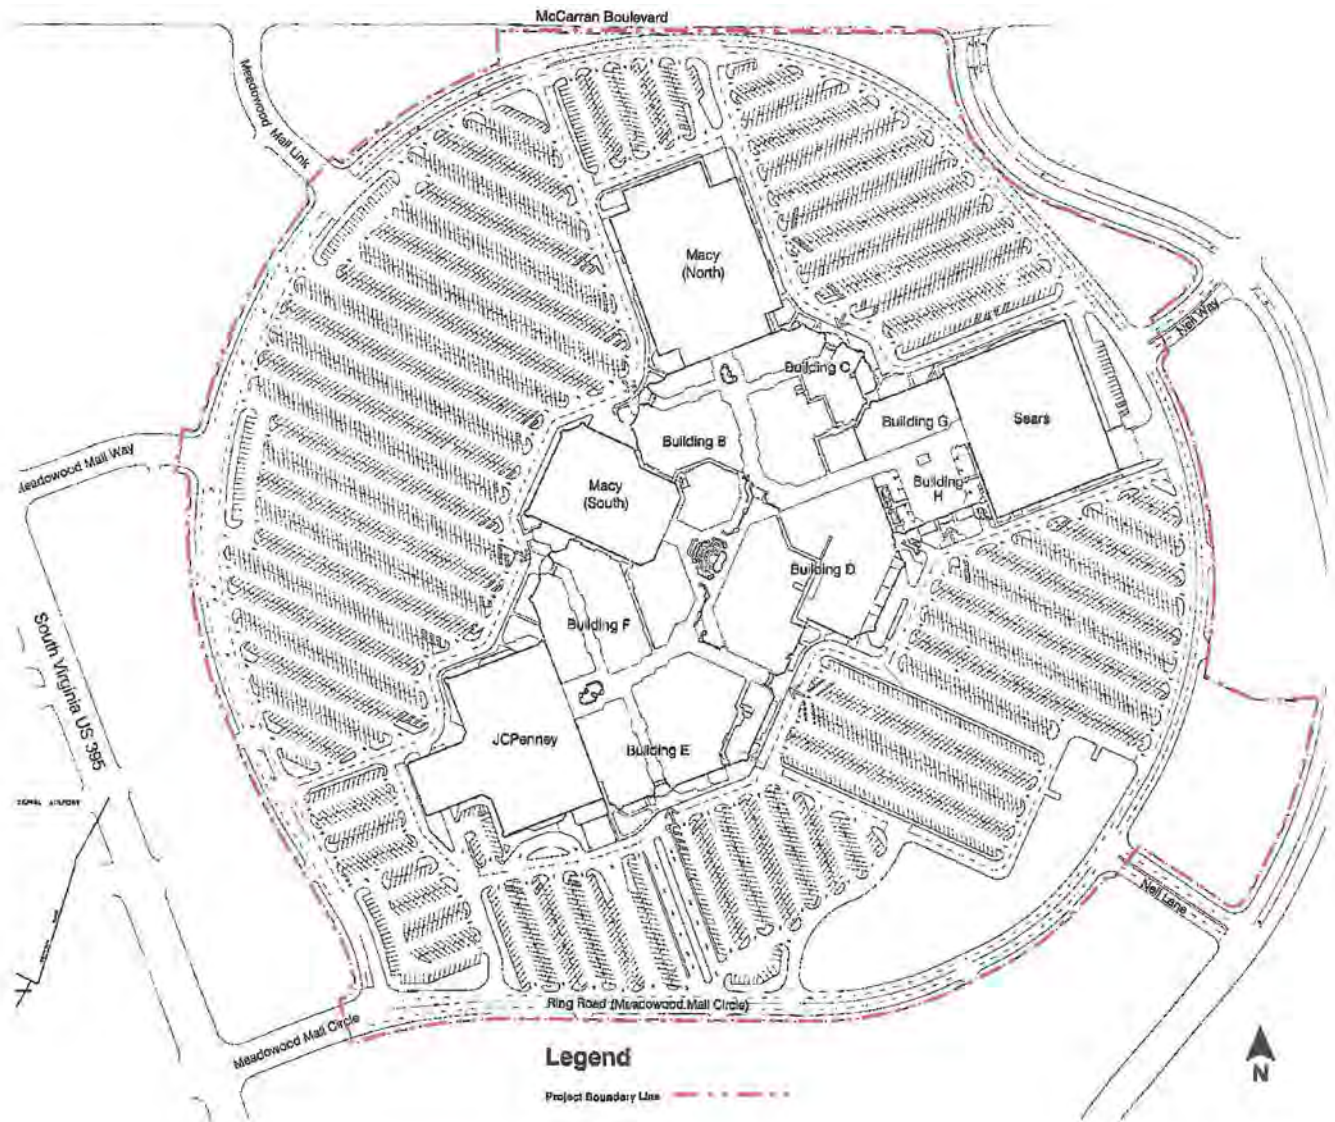 McCarran Boulevard
Meadowood Mall Link
Macy
(North)
Neil Way
Building C
Building G
Sears
Building B
Meadowood Mall Way
Macy
(South)
Building
H
Building D
Building F
South Virginia US 395
JCPenney
Building E
Neil Lane
Ring Road (Meadowood Mall Circle)
Meadowood Mall Circle
Legend
N
Project Boundary Line